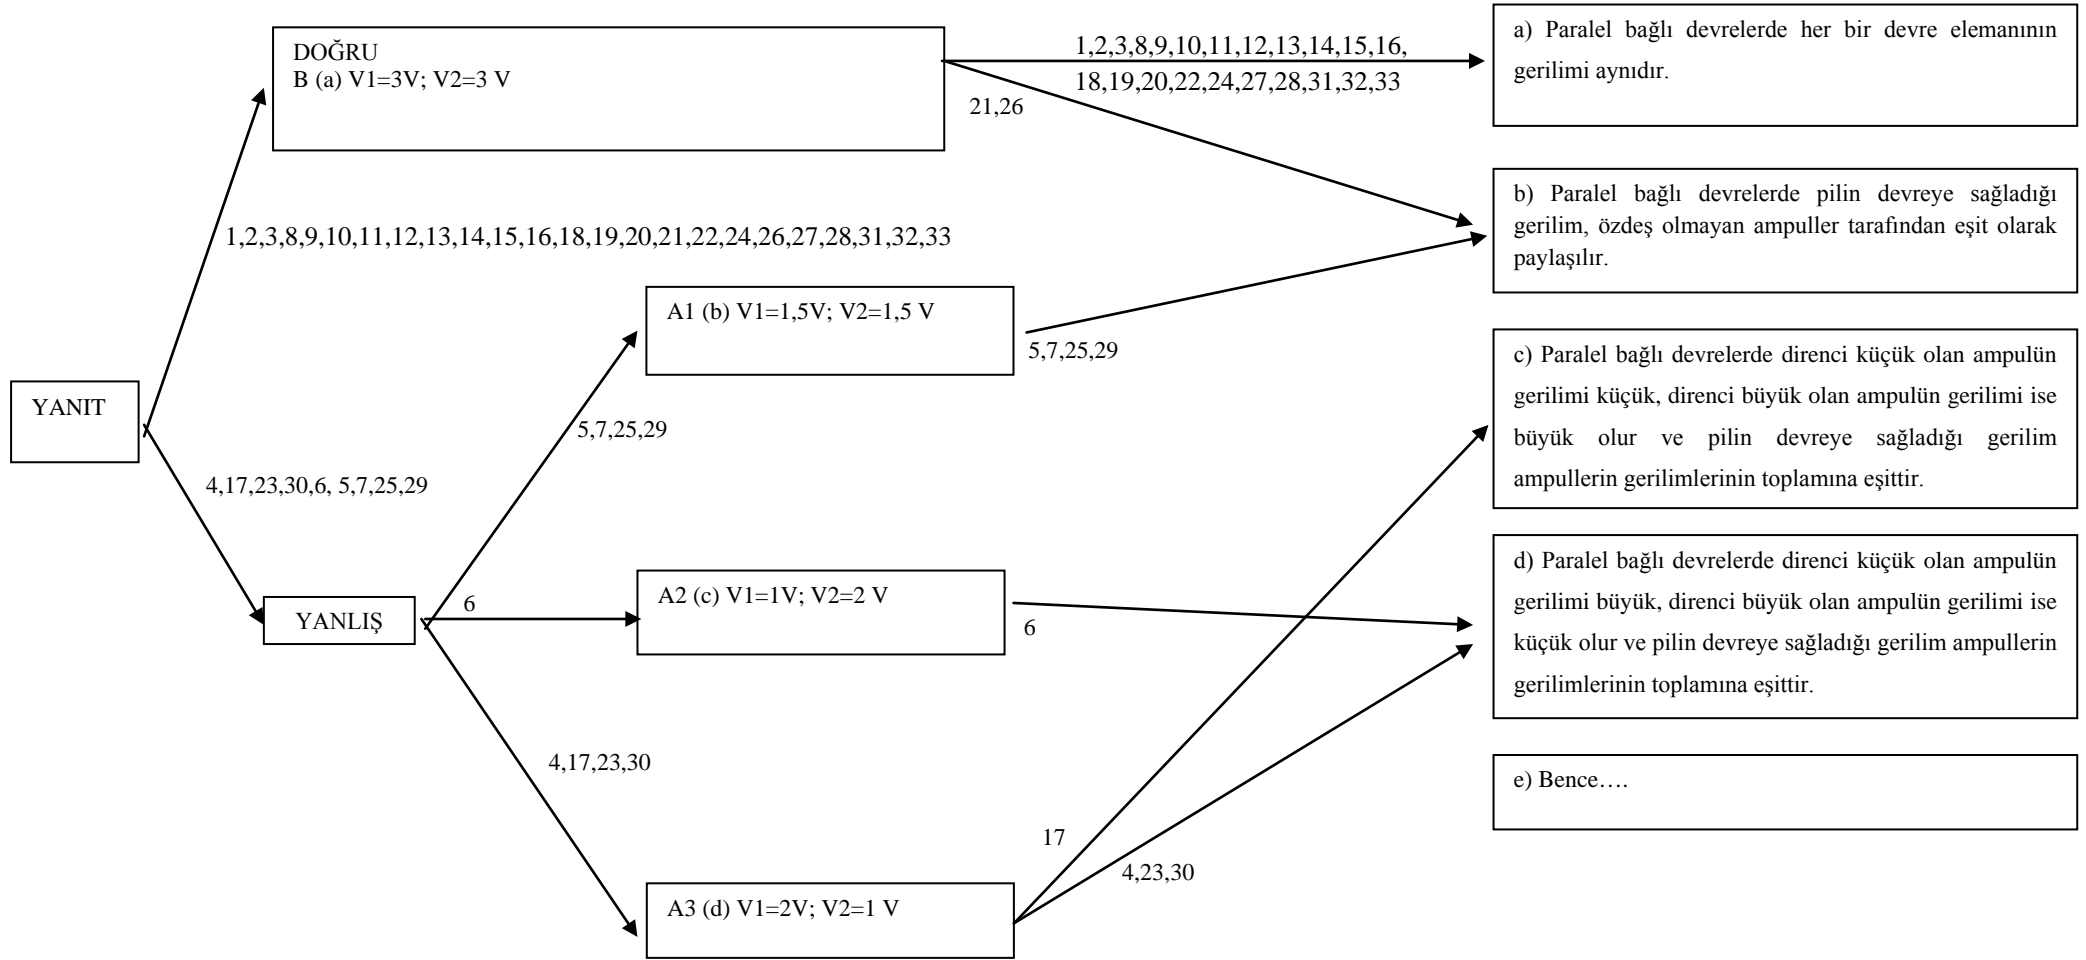 YANIT
DOĞRU
B (a) V1=3V; V2=3 V
1,2,3,8,9,10,11,12,13,14,15,16,
18,19,20,22,24,27,28,31,32,33
21,26
1,2,3,8,9,10,11,12,13,14,15,16,18,19,20,21,22,24,26,27,28,31,32,33
4,17,23,30,6, 5,7,25,29
YANLIŞ
5,7,25,29
A1 (b) V1=1,5V; V2=1,5 V
5,7,25,29
6
A2 (c) V1=1V; V2=2 V
6
4,17,23,30
A3 (d) V1=2V; V2=1 V
17
4,23,30
a) Paralel bağlı devrelerde her bir devre elemanının
gerilimi aynıdır.
b) Paralel bağlı devrelerde pilin devreye sağladığı
gerilim, özdeş olmayan ampuller tarafından eşit olarak
paylaşılır.
c) Paralel bağlı devrelerde direnci küçük olan ampulün
gerilimi küçük, direnci büyük olan ampulün gerilimi ise
büyük olur ve pilin devreye sağladığı gerilim
ampullerin gerilimlerinin toplamına eşittir.
d) Paralel bağlı devrelerde direnci küçük olan ampulün
gerilimi büyük, direnci büyük olan ampulün gerilimi ise
küçük olur ve pilin devreye sağladığı gerilim ampullerin
gerilimlerinin toplamına eşittir.
e) Bence….